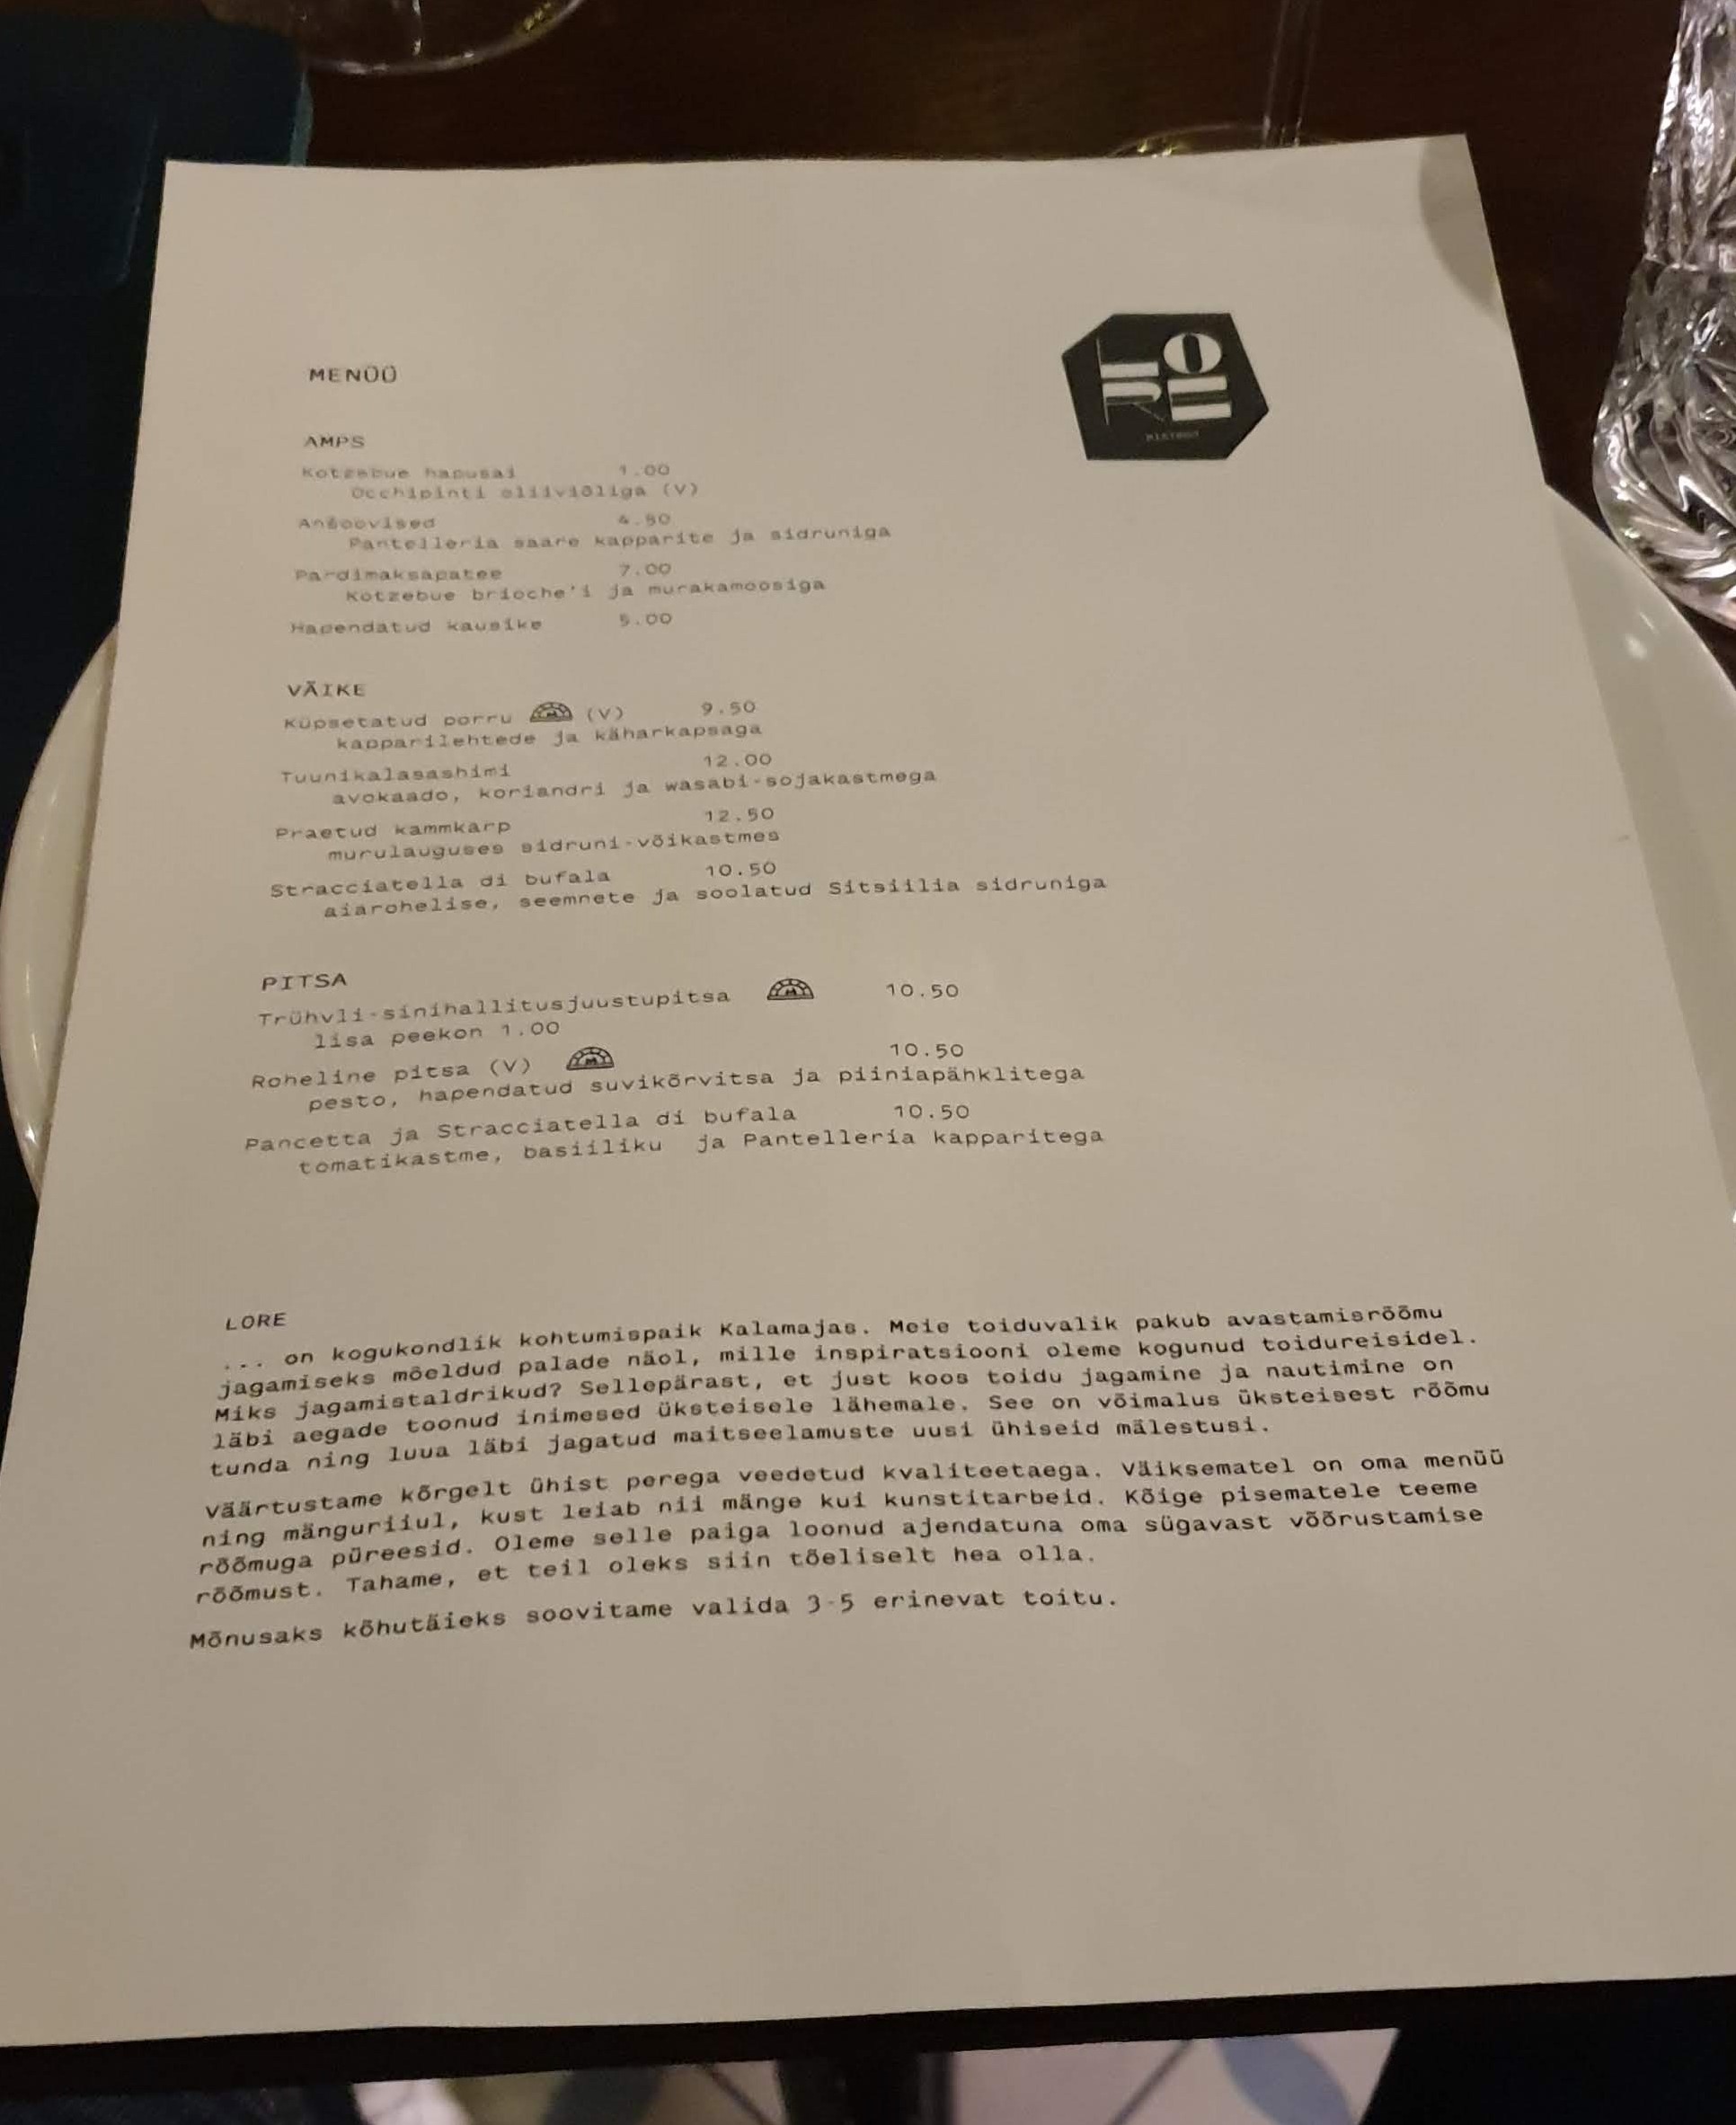 LORE
BISTROO
MENÜÜ
AMPS
Kotzebue hapusai 1.00
Occhipinti oliiviõliga (V)
Anšoovised 4.50
Pantelleria saare kapparite ja sidruniga
Pardimaksapatee 7.00
Kotzebue brioche'i ja murakamoosiga
Hapendatud kausike 5.00
VÄIKE
Küpsetatud porru (V) 9.50
kapparilehtede ja käharkapsaga
Tuunikalasashimi 12.00
avokaado, koriandri ja wasabi-sojakastmega
Praetud kammkarp 12.50
murulauguses sidruni-võikastmes
Stracciatella di bufala 10.50
aiarohelise, seemnete ja soolatud Sitsiilia sidruniga
PITSA
Trühvli-sinihallitusjuustupitsa 10.50
lisa peekon 1.00
Roheline pitsa (V) 10.50
pesto, hapendatud suvikõrvitsa ja piiniapähklitega
Pancetta ja Stracciatella di bufala 10.50
tomatikastme, basiiliku ja Pantelleria kapparitega
LORE
... on kogukondlik kohtumispaik Kalamajas. Meie toiduvalik pakub avastamisrõõmu
jagamiseks mõeldud palade näol, mille inspiratsiooni oleme kogunud toidureisidel.
Miks jagamistaldrikud? Sellepärast, et just koos toidu jagamine ja nautimine on
läbi aegade toonud inimesed üksteisele lähemale. See on võimalus üksteisest rõõmu
tunda ning luua läbi jagatud maitseelamuste uusi ühiseid mälestusi.
Väärtustame kõrgelt ühist perega veedetud kvaliteetaega. Väiksematel on oma menüü
ning mänguriiul, kust leiab nii mänge kui kunstitarbeid. Kõige pisematele teeme
rõõmuga püreesid. Oleme selle paiga loonud ajendatuna oma sügavast võõrustamise
rõõmust. Tahame, et teil oleks siin tõeliselt hea olla.
Mõnusaks kõhutäieks soovitame valida 3-5 erinevat toitu.